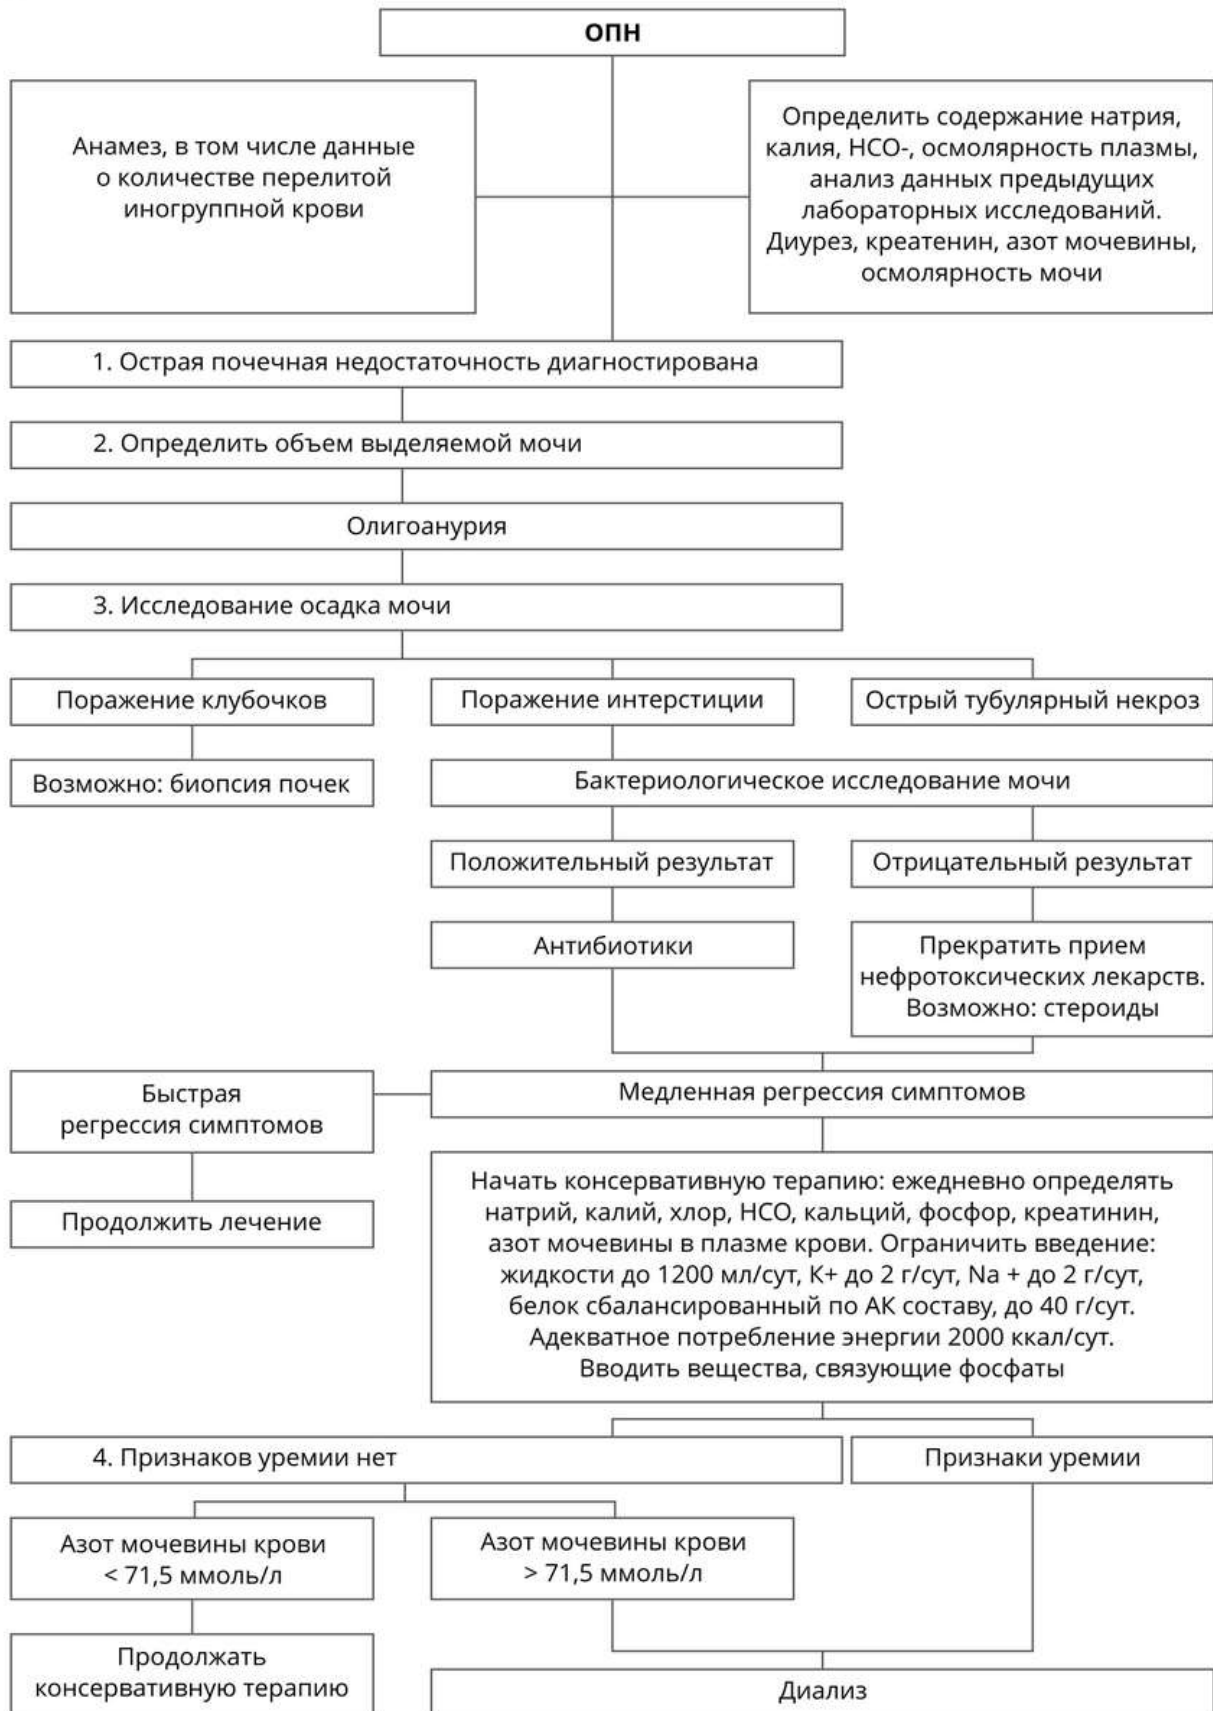 ОПН
Анамез, в том числе данные
о количестве перелитой
иногруппной крови
Определить содержание натрия,
калия, HCO-, осмолярность плазмы,
анализ данных предыдущих
лабораторных исследований.
Диурез, креатенин, азот мочевины,
осмолярность мочи
1. Острая почечная недостаточность диагностирована
2. Определить объем выделяемой мочи
Олигоанурия
3. Исследование осадка мочи
Поражение клубочков
Поражение интерстиции
Острый тубулярный некроз
Возможно: биопсия почек
Бактериологическое исследование мочи
Положительный результат
Отрицательный результат
Антибиотики
Прекратить прием
нефротоксических лекарств.
Возможно: стероиды
Быстрая
регрессия симптомов
Медленная регрессия симптомов
Продолжить лечение
Начать консервативную терапию: ежедневно определять
натрий, калий, хлор, HCO, кальций, фосфор, креатинин,
азот мочевины в плазме крови. Ограничить введение:
жидкости до 1200 мл/сут, К+ до 2 г/сут, Na + до 2 г/сут,
белок сбалансированный по АК составу, до 40 г/сут.
Адекватное потребление энергии 2000 ккал/сут.
Вводить вещества, связующие фосфаты
4. Признаков уремии нет
Признаки уремии
Азот мочевины крови
< 71,5 ммоль/л
Азот мочевины крови
> 71,5 ммоль/л
Продолжать
консервативную терапию
Диализ